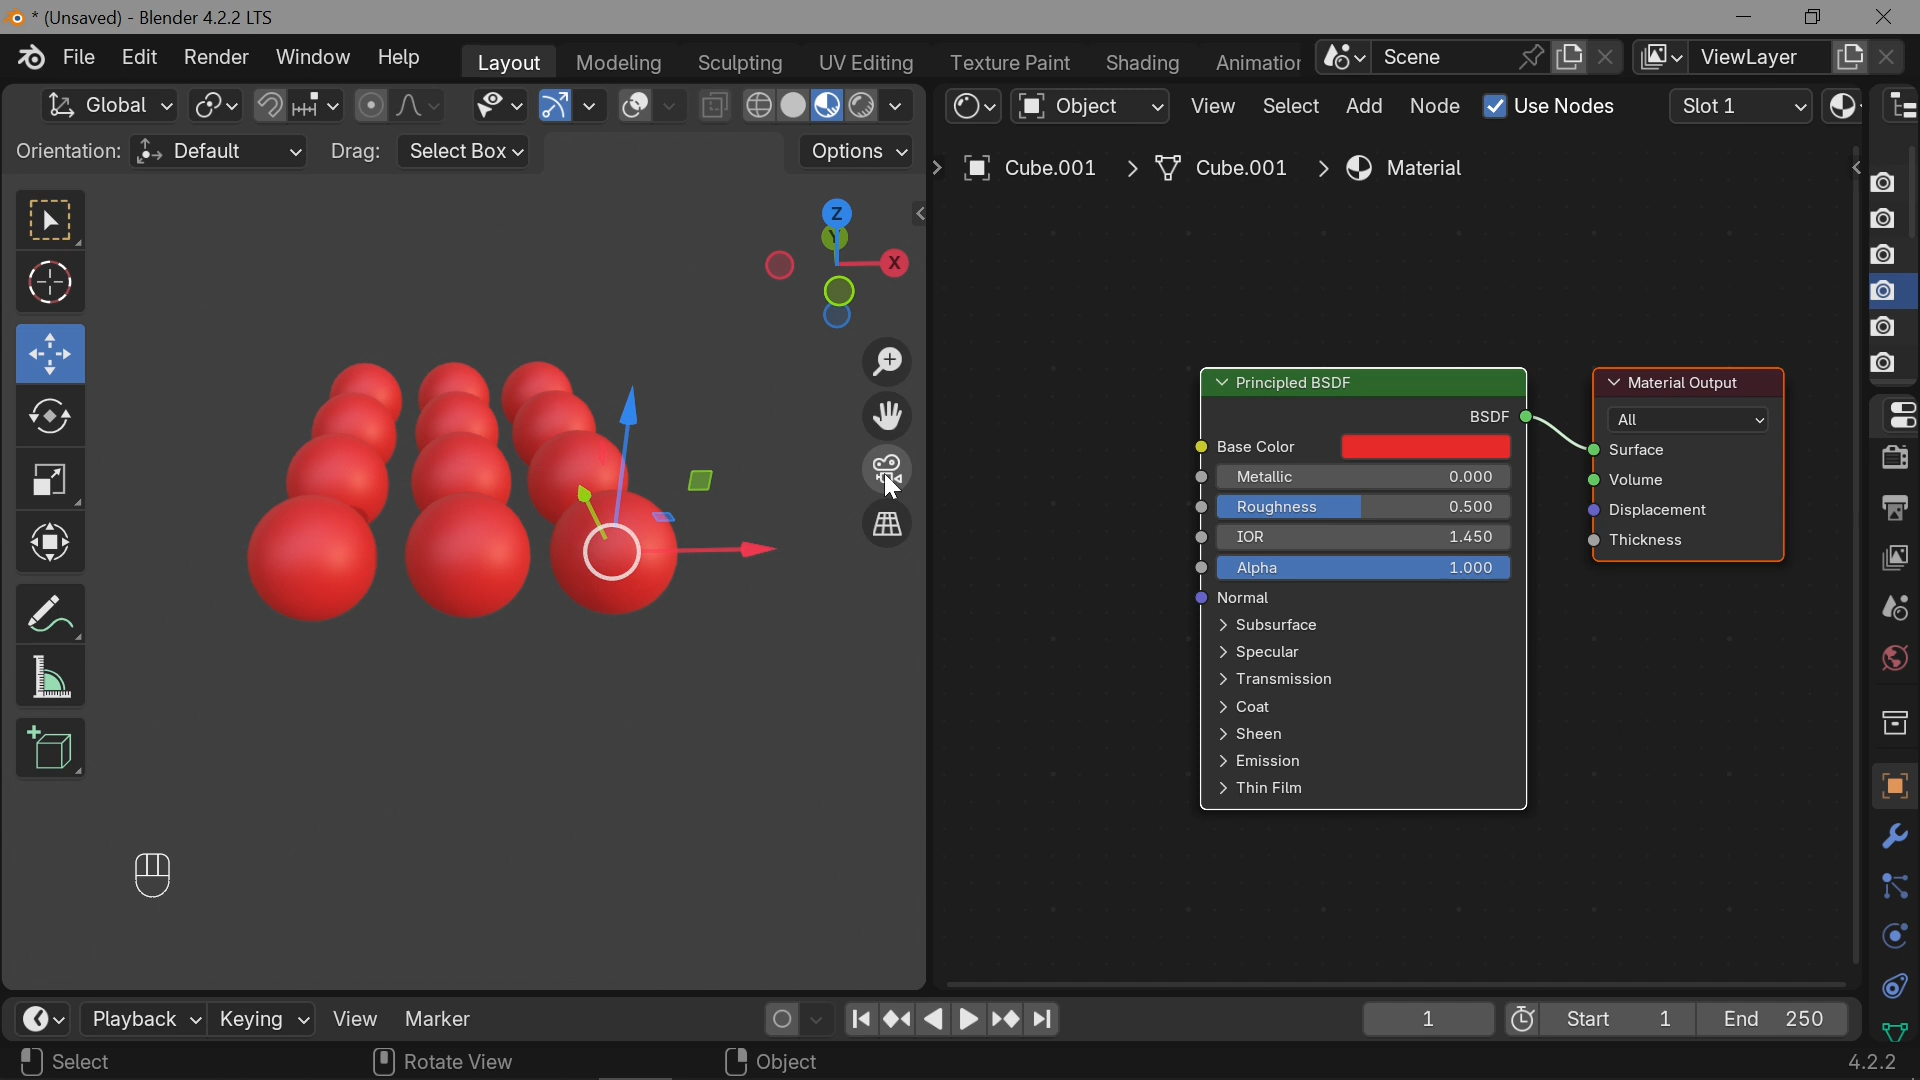 * (Unsaved) - Blender 4.2.2 LTS
File Edit Render Window Help Layout Modeling Sculpting UV Editing Texture Paint Shading Animation Scene ViewLayer
Global Object View Select Add Node Use Nodes Slot 1
Orientation: Default Drag: Select Box Options
Cube.001 Cube.001 Material
Z
Y
X
Principled BSDF
BSDF
Base Color
Metallic 0.000
Roughness 0.500
IOR 1.450
Alpha 1.000
Normal
Subsurface
Specular
Transmission
Coat
Sheen
Emission
Thin Film
Material Output
All
Surface
Volume
Displacement
Thickness
Playback Keying View Marker 1 Start 1 End 250
Select Rotate View Object 4.2.2